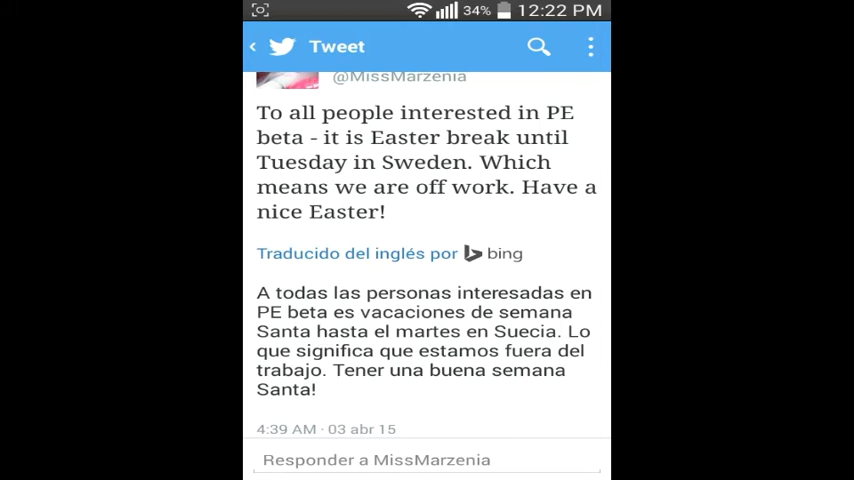 34% 12:22 PM
Tweet
@MissMarzenia
To all people interested in PE
beta - it is Easter break until
Tuesday in Sweden. Which
means we are off work. Have a
nice Easter!
Traducido del inglés por bing
A todas las personas interesadas en
PE beta es vacaciones de semana
Santa hasta el martes en Suecia. Lo
que significa que estamos fuera del
trabajo. Tener una buena semana
Santa!
4:39 AM · 03 abr 15
Responder a MissMarzenia